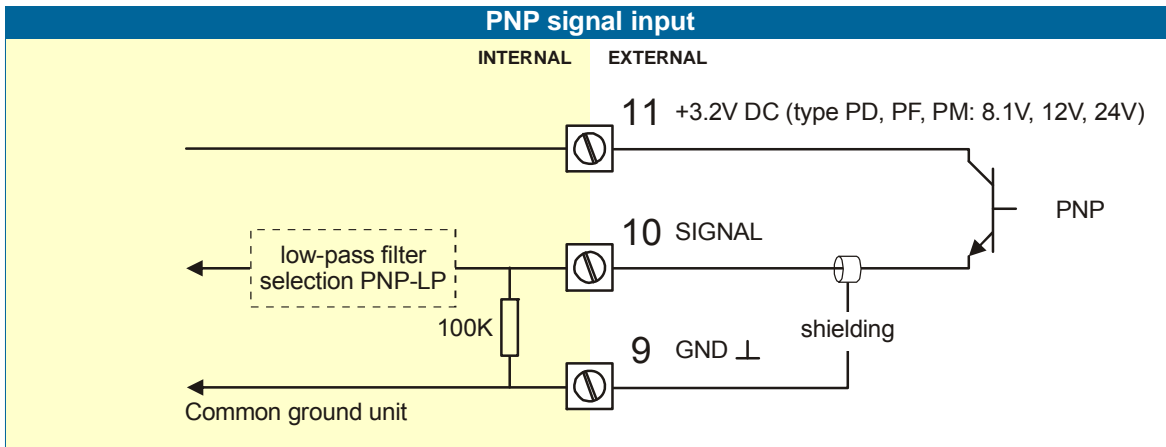 PNP signal input
INTERNAL EXTERNAL
11 +3.2V DC (type PD, PF, PM: 8.1V, 12V, 24V)
PNP
10 SIGNAL
low-pass filter
selection PNP-LP
100K
shielding
9 GND ⊥
Common ground unit